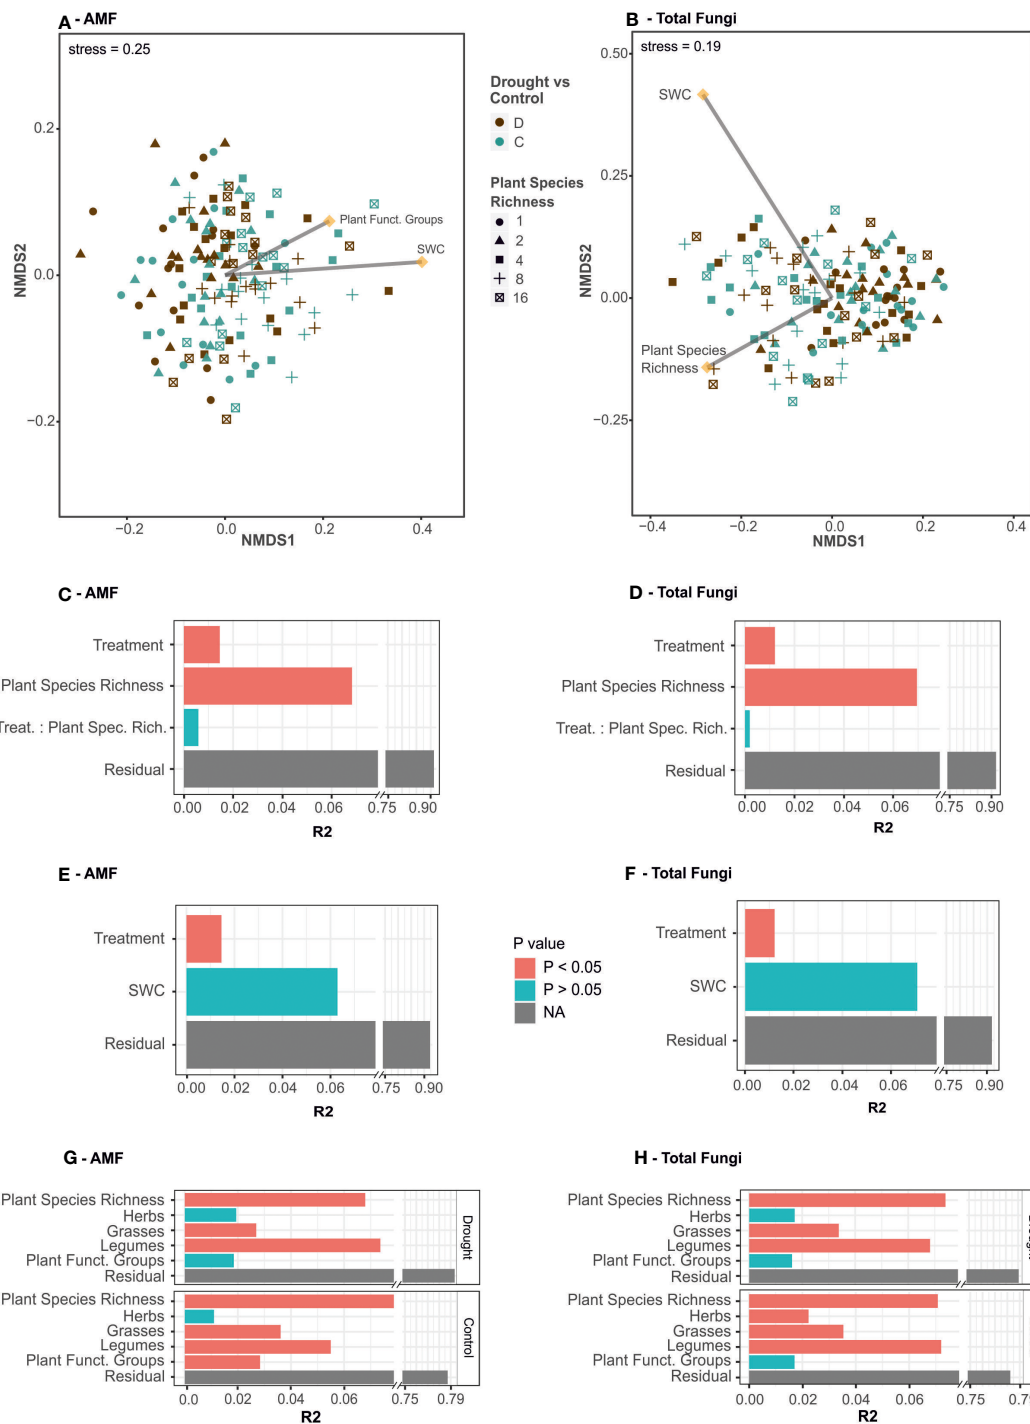 A - AMF
stress = 0.25
NMDS2
0.2
0.0
−0.2
Plant Funct. Groups
SWC
−0.2
0.0
0.2
0.4
NMDS1
Drought vs
Control
D
C
Plant Species
Richness
1
2
4
8
16
B - Total Fungi
stress = 0.19
NMDS2
0.50
0.25
0.00
−0.25
SWC
Plant Species
Richness
−0.4
−0.2
0.0
0.2
0.4
NMDS1
C - AMF
Treatment
Plant Species Richness
Treat. : Plant Spec. Rich.
Residual
0.00 0.02 0.04 0.06 0.75 0.90
R2
D - Total Fungi
Treatment
Plant Species Richness
Treat. : Plant Spec. Rich.
Residual
0.00 0.02 0.04 0.06 0.75 0.90
R2
E - AMF
Treatment
SWC
Residual
0.00 0.02 0.04 0.06 0.75 0.90
R2
P value
P < 0.05
P > 0.05
NA
F - Total Fungi
Treatment
SWC
Residual
0.00 0.02 0.04 0.06 0.75 0.90
R2
G - AMF
Plant Species Richness
Herbs
Grasses
Legumes
Plant Funct. Groups
Residual
Drought
Plant Species Richness
Herbs
Grasses
Legumes
Plant Funct. Groups
Residual
Control
0.0 0.02 0.04 0.06 0.75 0.79
R2
H - Total Fungi
Plant Species Richness
Herbs
Grasses
Legumes
Plant Funct. Groups
Residual
Plant Species Richness
Herbs
Grasses
Legumes
Plant Funct. Groups
Residual
0.00 0.02 0.04 0.06 0.75
R2